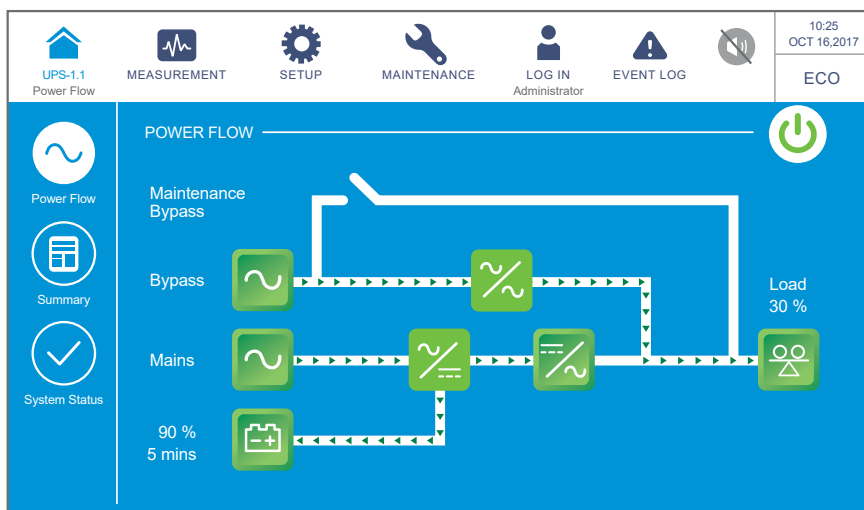 UPS-1.1
Power Flow
MEASUREMENT
SETUP
MAINTENANCE
LOG IN
Administrator
EVENT LOG
10:25
OCT 16,2017
ECO
Power Flow
Summary
System Status
POWER FLOW
Maintenance
Bypass
Bypass
Load
30 %
Mains
90 %
5 mins